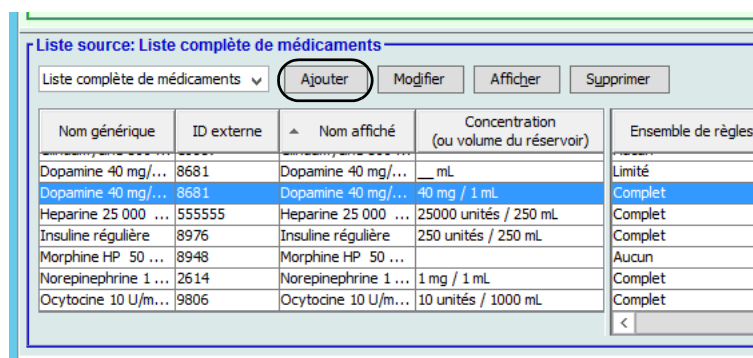 Liste source: Liste complète de médicaments
Liste complète de médicaments Ajouter Modifier Afficher Supprimer
Nom générique ID externe Nom affiché Concentration (ou volume du réservoir) Ensemble de règles
Dopamine 40 mg/... 8681 Dopamine 40 mg/... __ mL Limité
Dopamine 40 mg/... 8681 Dopamine 40 mg/... 40 mg / 1 mL Complet
Heparine 25 000 ... 555555 Heparine 25 000 ... 25000 unités / 250 mL Complet
Insuline régulière 8976 Insuline régulière 250 unités / 250 mL Complet
Morphine HP 50 ... 8948 Morphine HP 50 ... Aucun
Norepinephrine 1 ... 2614 Norepinephrine 1 ... 1 mg / 1 mL Complet
Ocytocine 10 U/m... 9806 Ocytocine 10 U/m... 10 unités / 1000 mL Complet